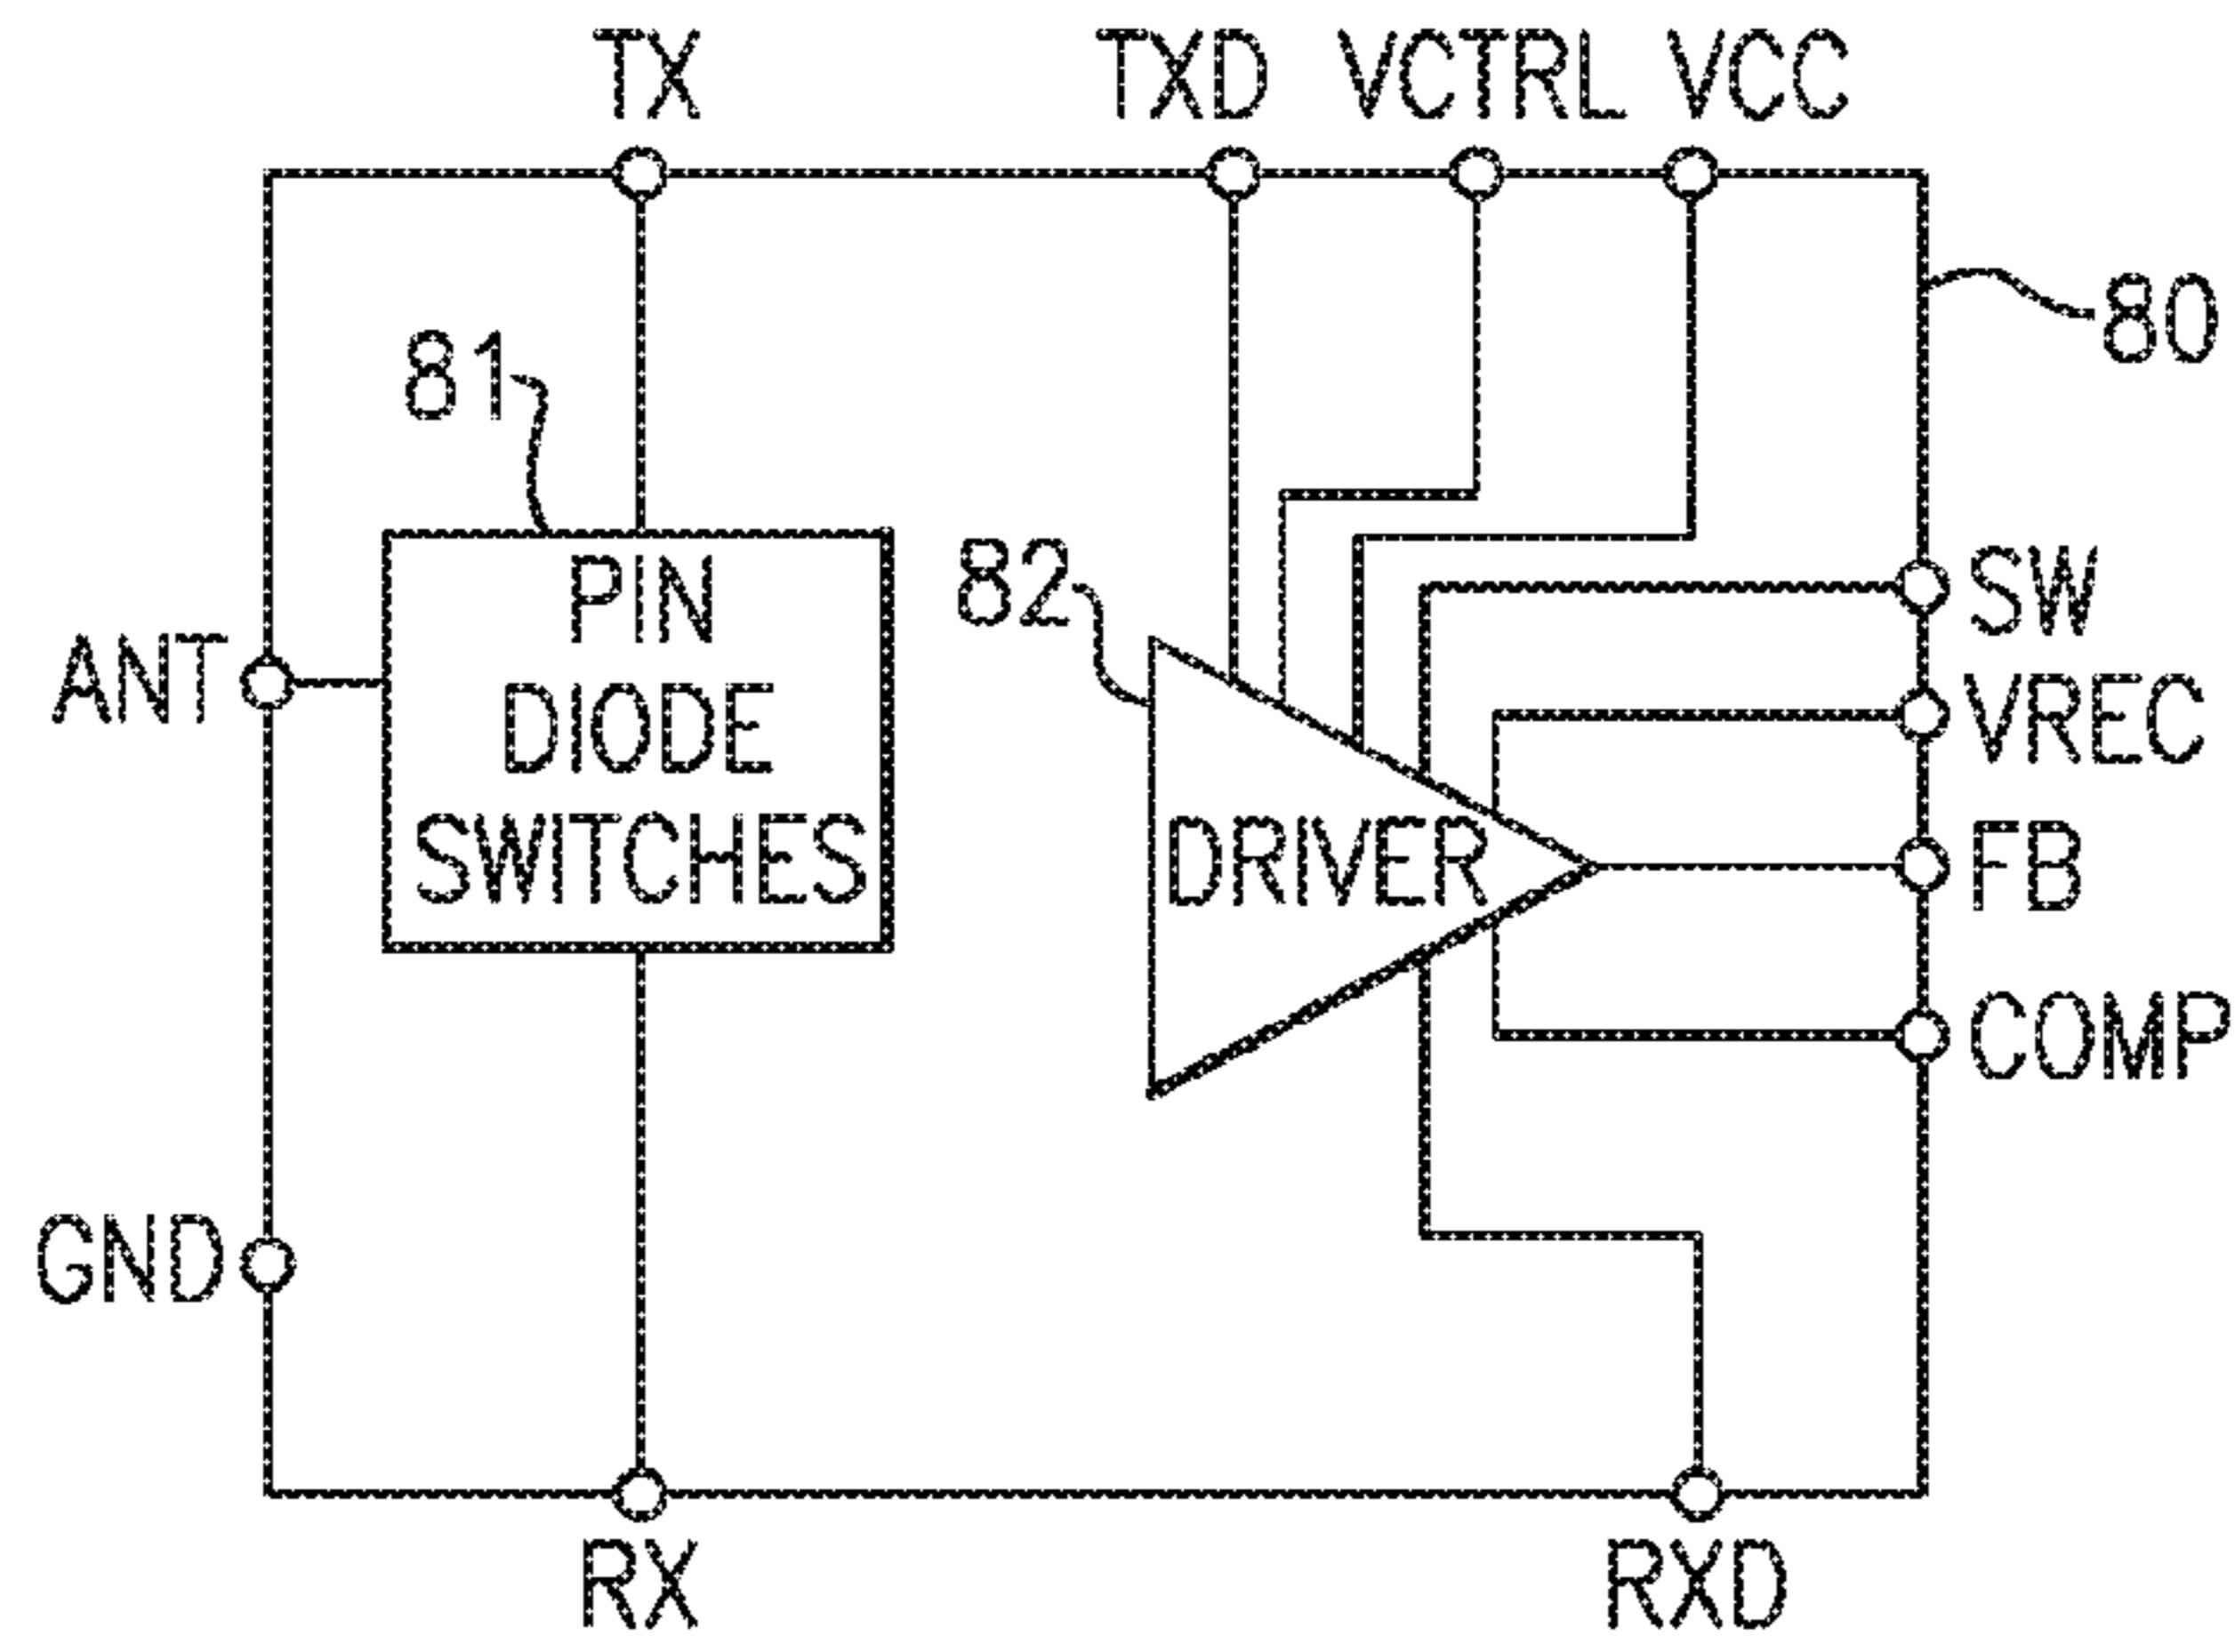 TX
TXD
VCTRL
VCC
80
81
PIN
DIODE
SWITCHES
82
DRIVER
SW
VREC
FB
COMP
ANT
GND
RX
RXD